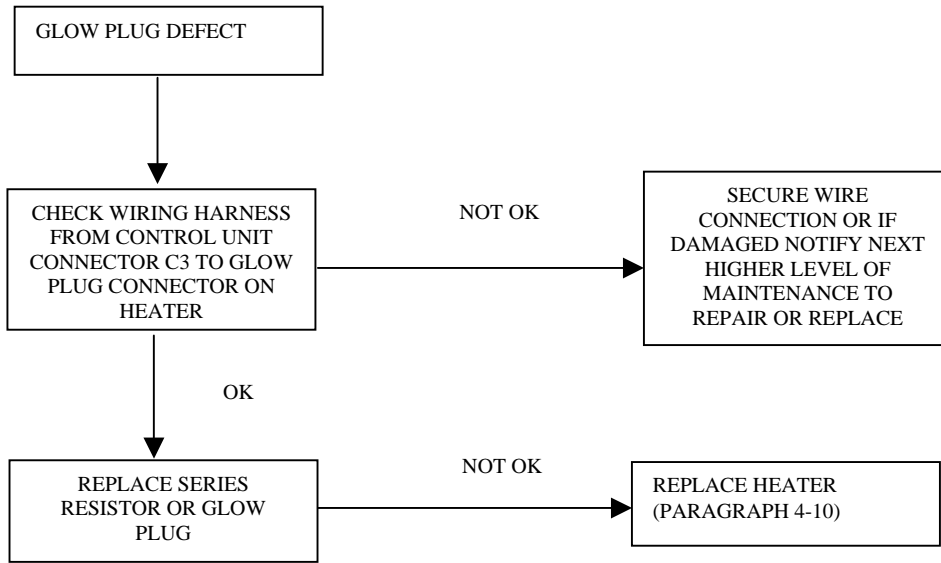 GLOW PLUG DEFECT
CHECK WIRING HARNESS
FROM CONTROL UNIT
CONNECTOR C3 TO GLOW
PLUG CONNECTOR ON
HEATER
NOT OK
SECURE WIRE
CONNECTION OR IF
DAMAGED NOTIFY NEXT
HIGHER LEVEL OF
MAINTENANCE TO
REPAIR OR REPLACE
OK
REPLACE SERIES
RESISTOR OR GLOW
PLUG
NOT OK
REPLACE HEATER
(PARAGRAPH 4-10)